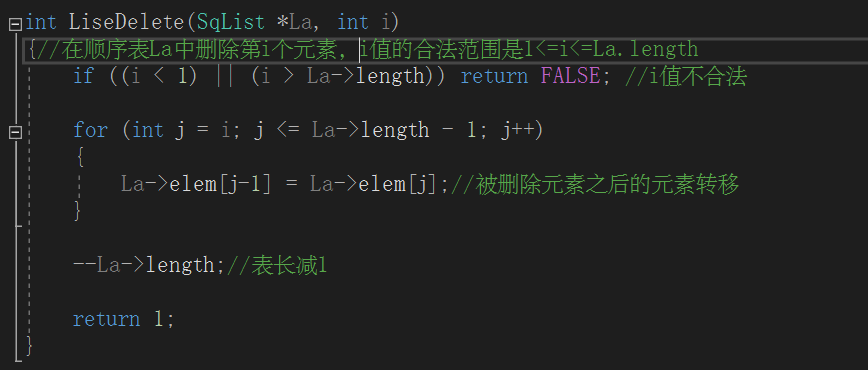 int LiseDelete(SqList *La, int i)
{//在顺序表La中删除第i个元素，i值的合法范围是1<=i<=La.length
if ((i < 1) || (i > La->length)) return FALSE; //i值不合法
for (int j = i; j <= La->length - 1; j++)
{
La->elem[j-1] = La->elem[j];//被删除元素之后的元素转移
}
--La->length;//表长减1
return 1;
}